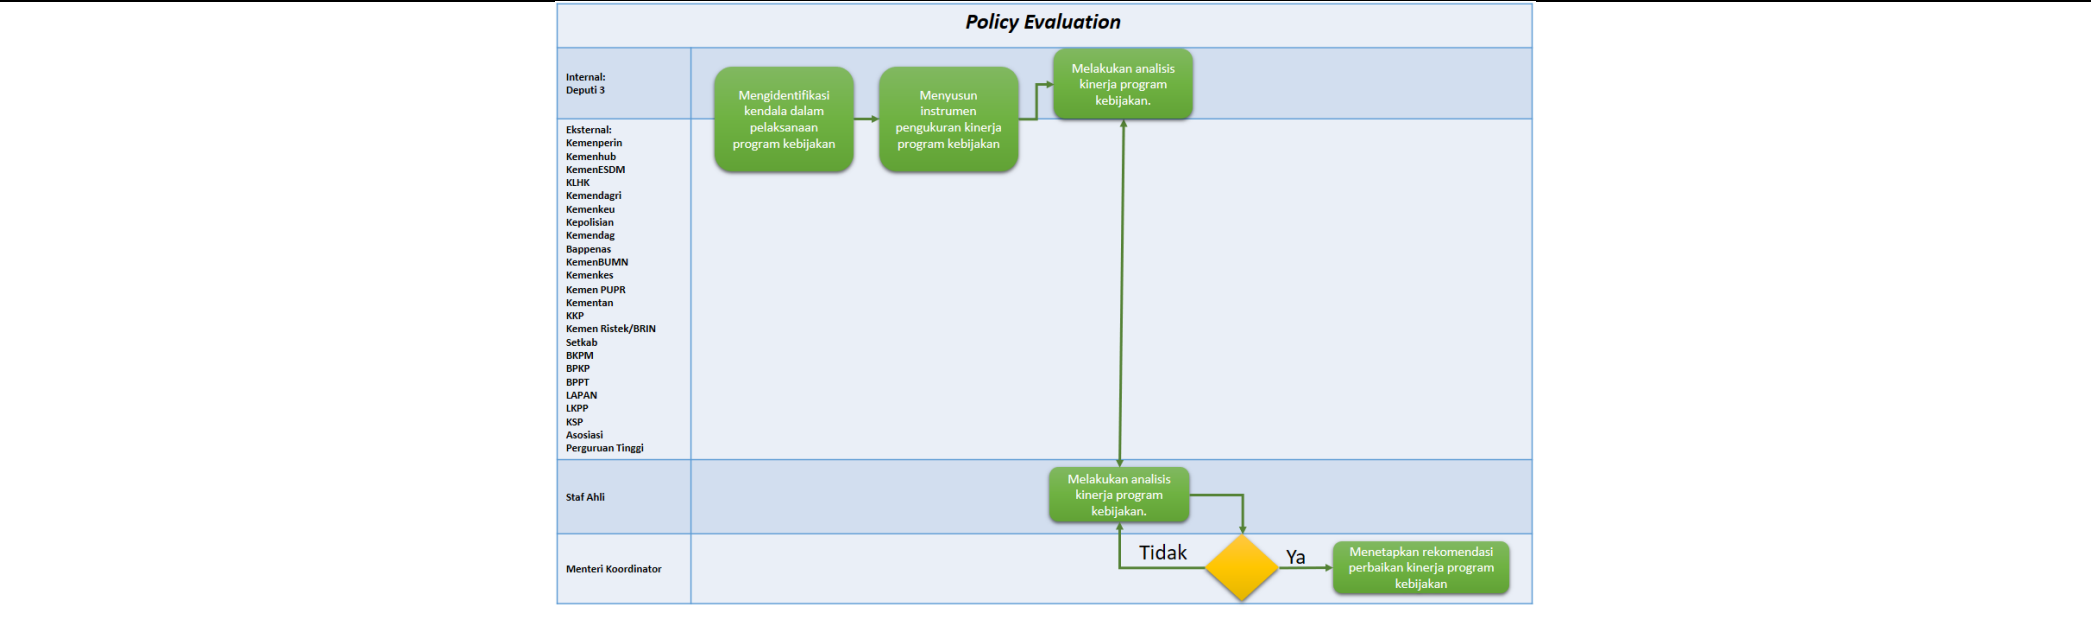 Policy Evaluation
Internal:
Deputi 3
Mengidentifikasi
kendala dalam
pelaksanaan
program kebijakan
Menyusun
instrumen
pengukuran kinerja
program kebijakan
Melakukan analisis
kinerja program
kebijakan.
Eksternal:
Kemenperin
Kemenhub
KemenESDM
KLHK
Kemendagri
Kemenkeu
Kepolisian
Kemendag
Bappenas
KemenBUMN
Kemenkes
Kemen PUPR
Kementan
KKP
Kemen Ristek/BRIN
Setkab
BKPM
BPKP
BPPT
LAPAN
LKPP
KSP
Asosiasi
Perguruan Tinggi
Staf Ahli
Melakukan analisis
kinerja program
kebijakan.
Menteri Koordinator
Tidak
Ya
Menetapkan rekomendasi
perbaikan kinerja program
kebijakan